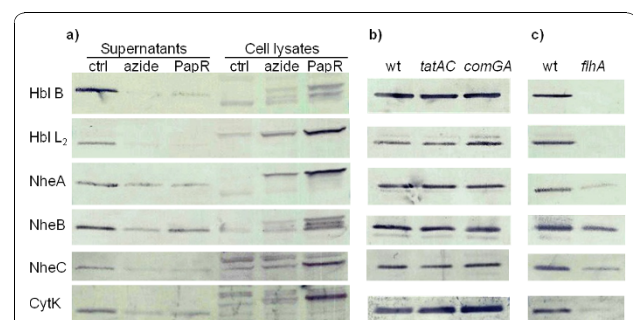 a) b) c)
Supernatants Cell lysates
ctrl azide PapR ctrl azide PapR wt tatAC comGA wt flhA
Hbl B
Hbl L₂
NheA
NheB
NheC
CytK